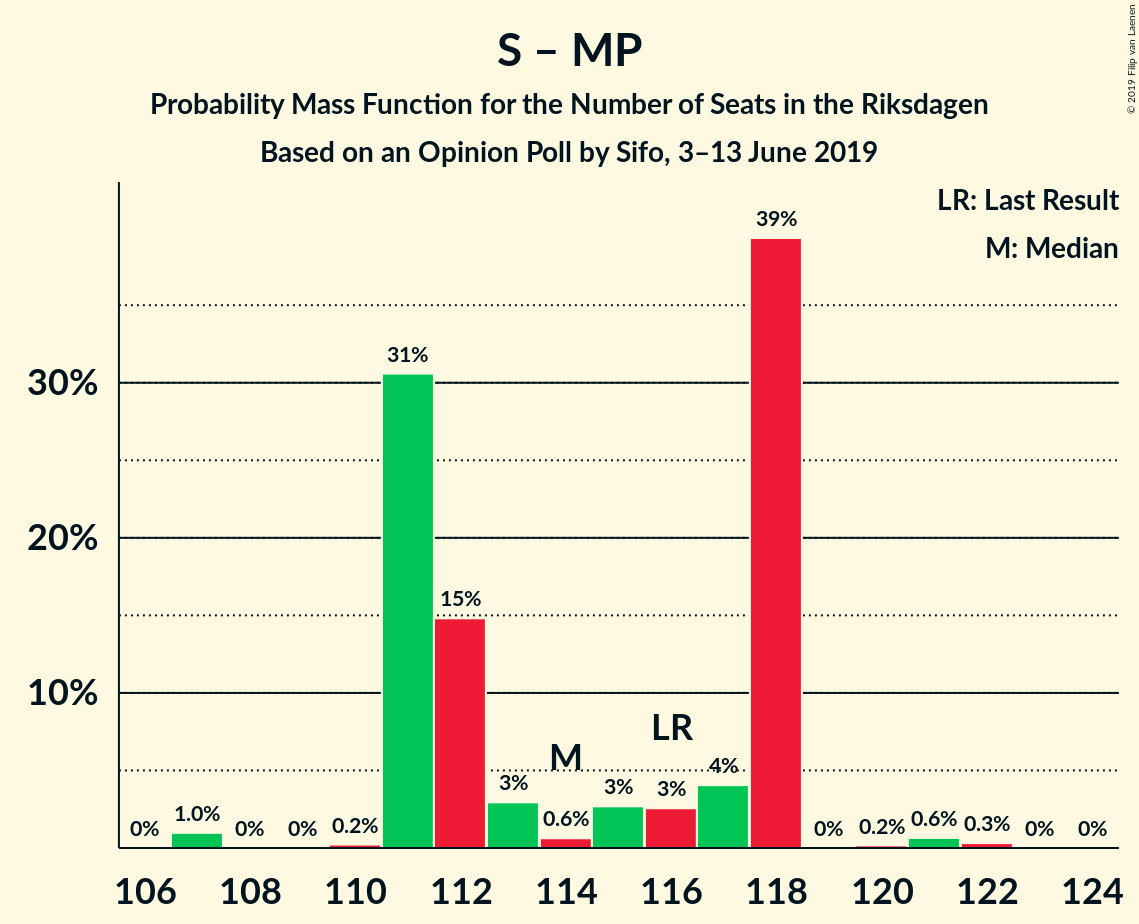 S – MP
Probability Mass Function for the Number of Seats in the Riksdagen
Based on an Opinion Poll by Sifo, 3–13 June 2019
© 2019 Filip van Laenen
LR: Last Result
M: Median
30%
20%
10%
0%
1.0%
0%
0%
0.2%
31%
15%
3%
M
0.6%
3%
LR
3%
4%
39%
0%
0.2%
0.6%
0.3%
0%
0%
106 108 110 112 114 116 118 120 122 124